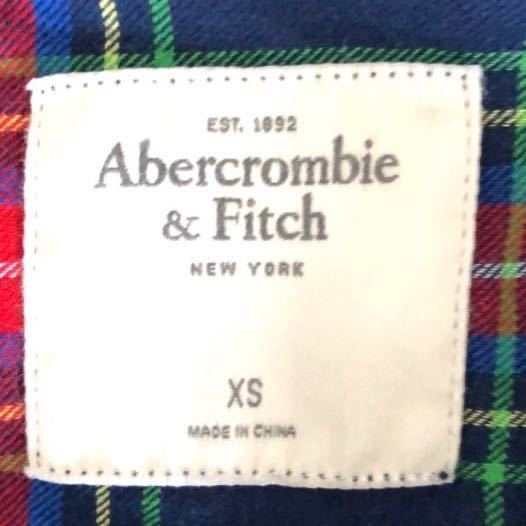 EST. 1892
Abercrombie
& Fitch
NEW YORK
XS
MADE IN CHINA